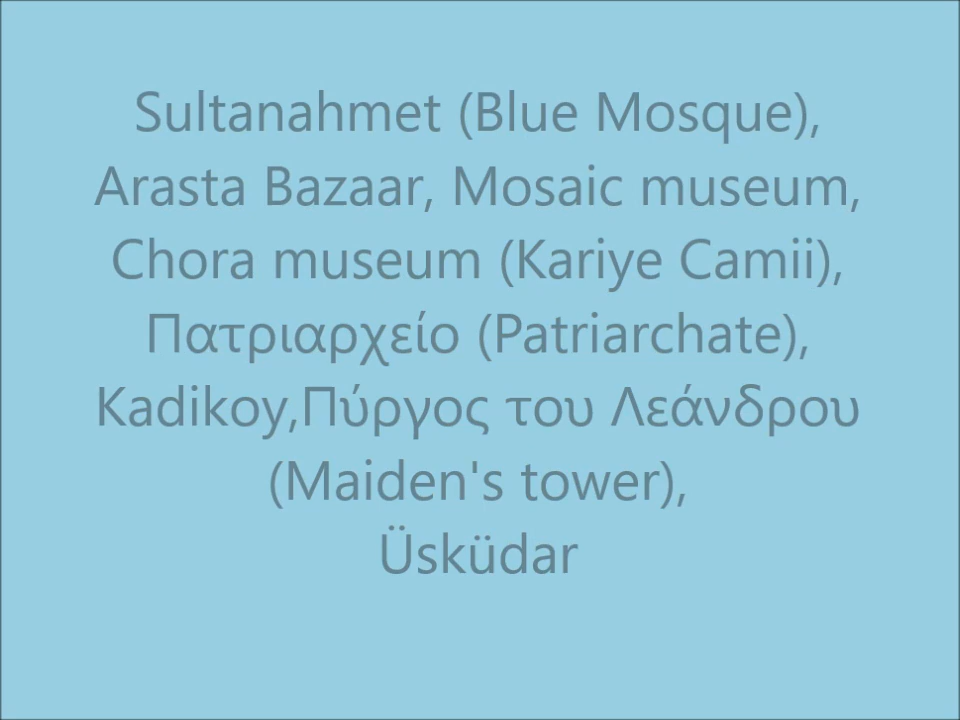 Sultanahmet (Blue Mosque),
Arasta Bazaar, Mosaic museum,
Chora museum (Kariye Camii),
Πατριαρχείο (Patriarchate),
Kadikoy,Πύργος του Λεάνδρου
(Maiden's tower),
Üsküdar